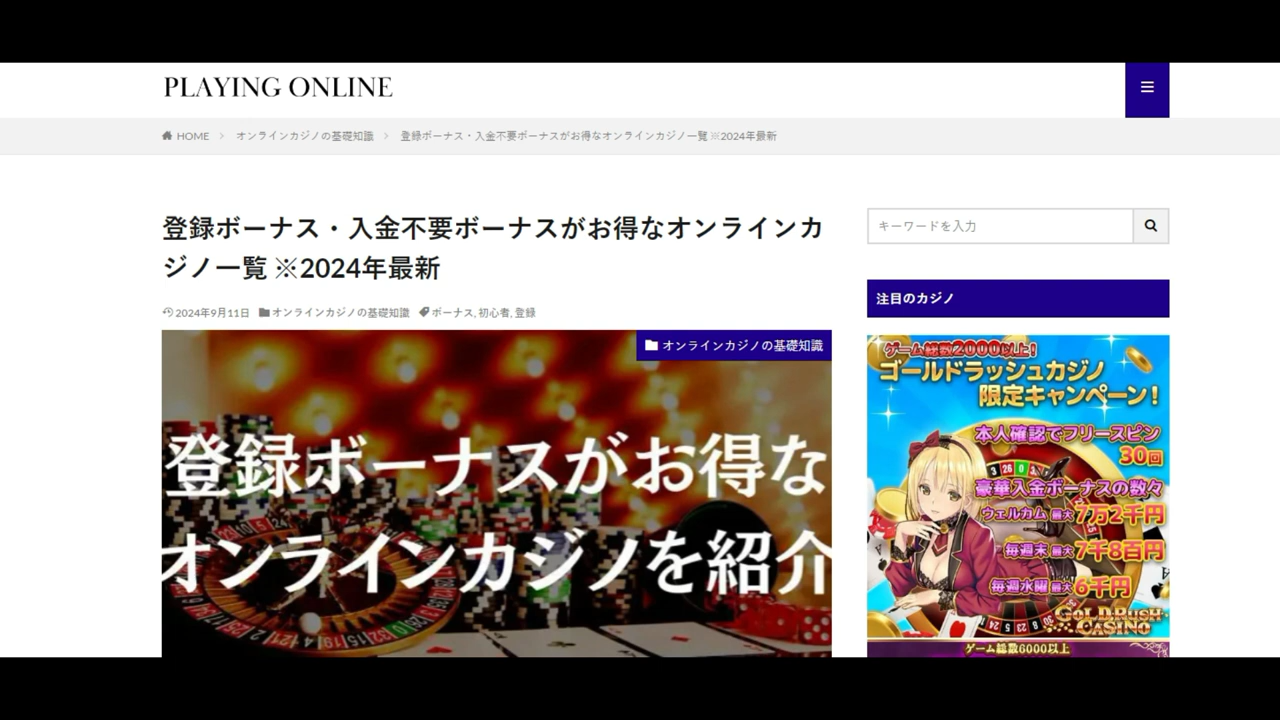 PLAYING ONLINE
HOME
オンラインカジノの基礎知識
登録ボーナス・入金不要ボーナスがお得なオンラインカジノ一覧 ※2024年最新
登録ボーナス・入金不要ボーナスがお得なオンラインカ
ジノ一覧 ※2024年最新
2024年9月11日
オンラインカジノの基礎知識
ボーナス, 初心者, 登録
オンラインカジノの基礎知識
登録ボーナスがお得な
オンラインカジノを紹介
キーワードを入力
注目のカジノ
ゲーム総数2000以上!
ゴールドラッシュカジノ
限定キャンペーン!
本人確認でフリースピン
30回
豪華入金ボーナスの数々
ウェルカム 最大7万2千円
毎週末 最大7千8百円
毎週水曜 最大6千円
GOLDRUSH
CASINO
ゲーム総数6000以上